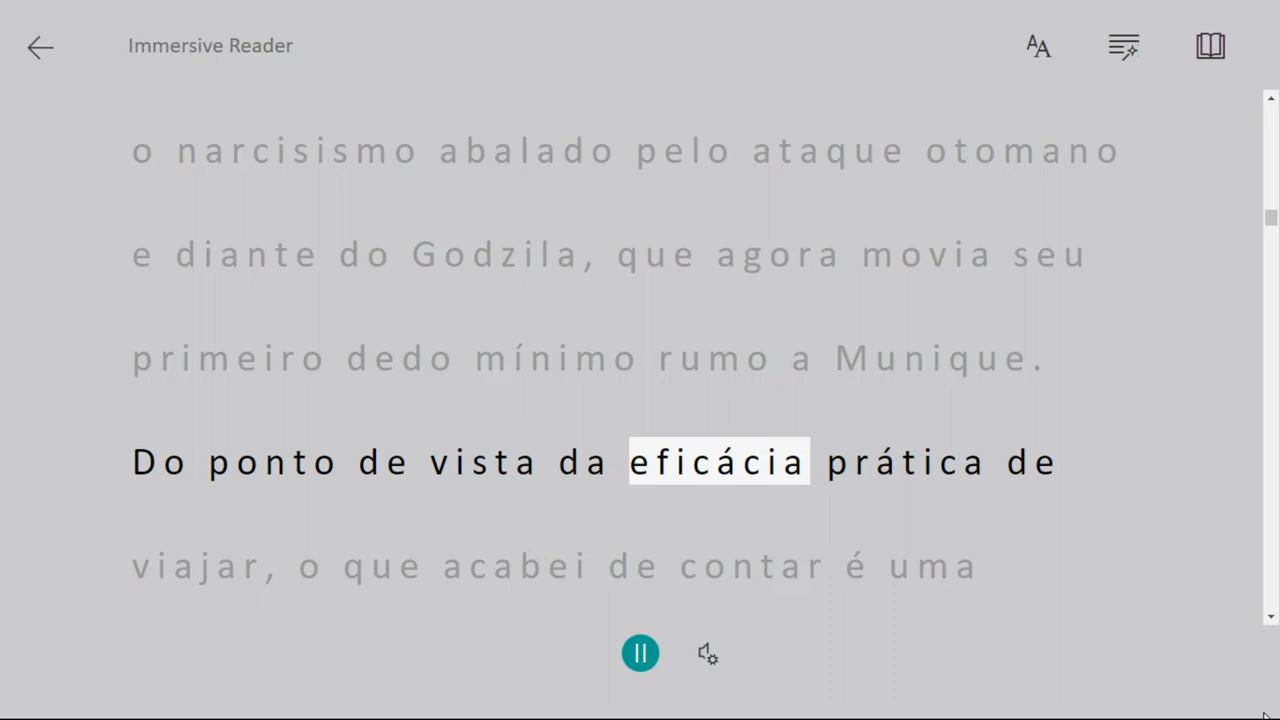 Immersive Reader
o narcisismo abalado pelo ataque otomano
e diante do Godzila, que agora movia seu
primeiro dedo mínimo rumo a Munique.
Do ponto de vista da eficácia prática de
viajar, o que acabei de contar é uma